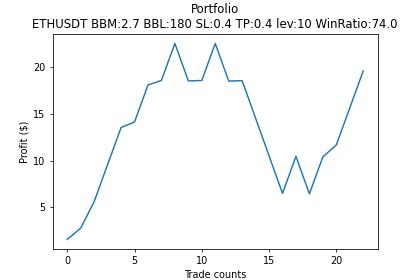 Portfolio
ETHUSDT BBM:2.7 BBL:180 SL:0.4 TP:0.4 lev:10 WinRatio:74.0
20
15
10
5
Profit ($)
0 5 10 15 20
Trade counts